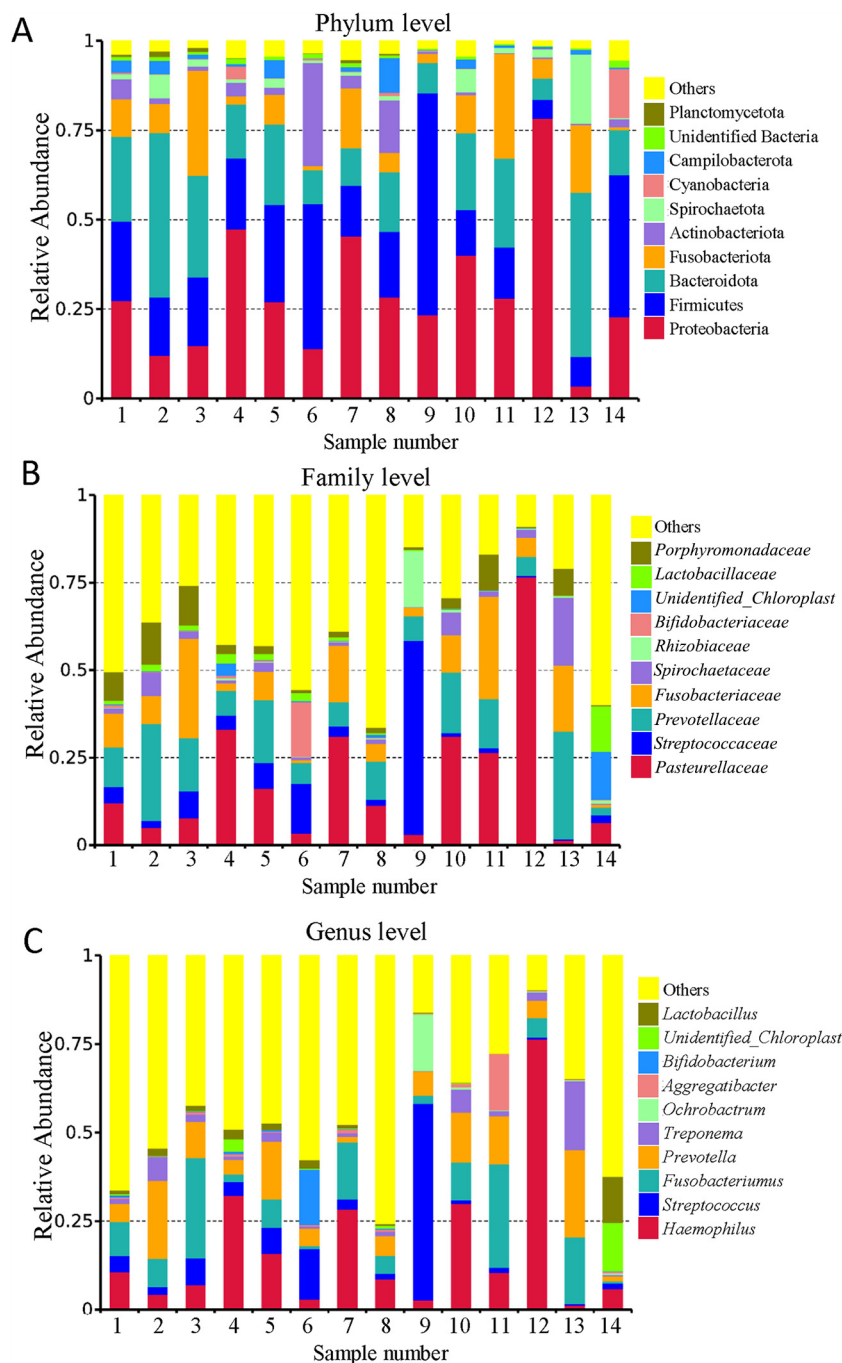 A
Phylum level
Relative Abundance
1
0.75
0.5
0.25
0
1 2 3 4 5 6 7 8 9 10 11 12 13 14
Sample number
Others
Planctomycetota
Unidentified Bacteria
Campilobacterota
Cyanobacteria
Spirochaetota
Actinobacteriota
Fusobacteriota
Bacteroidota
Firmicutes
Proteobacteria
B
Family level
Relative Abundance
1
0.75
0.5
0.25
0
1 2 3 4 5 6 7 8 9 10 11 12 13 14
Sample number
Others
Porphyromonadaceae
Lactobacillaceae
Unidentified_Chloroplast
Bifidobacteriaceae
Rhizobiaceae
Spirochaetaceae
Fusobacteriaceae
Prevotellaceae
Streptococcaceae
Pasteurellaceae
C
Genus level
Relative Abundance
1
0.75
0.5
0.25
0
1 2 3 4 5 6 7 8 9 10 11 12 13 14
Sample number
Others
Lactobacillus
Unidentified_Chloroplast
Bifidobacterium
Aggregatibacter
Ochrobactrum
Treponema
Prevotella
Fusobacteriumus
Streptococcus
Haemophilus